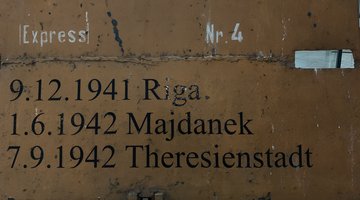 Express Nr. 4
9.12.1941 Riga
1.6.1942 Majdanek
7.9.1942 Theresienstadt